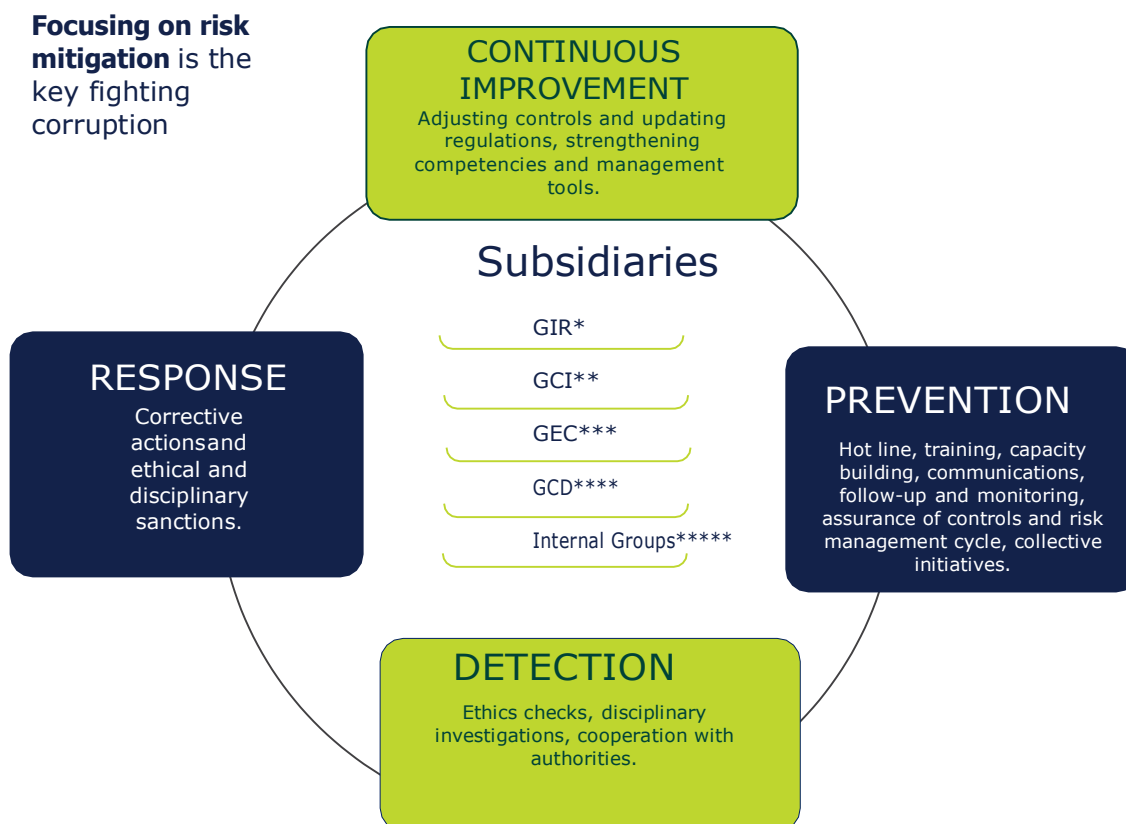 Focusing on risk
mitigation is the
key fighting
corruption
CONTINUOUS
IMPROVEMENT
Adjusting controls and updating
regulations, strengthening
competencies and management
tools.
Subsidiaries
GIR*
GCI**
GEC***
GCD****
Internal Groups*****
RESPONSE
Corrective
actionsand
ethical and
disciplinary
sanctions.
PREVENTION
Hot line, training, capacity
building, communications,
follow-up and monitoring,
assurance of controls and risk
management cycle, collective
initiatives.
DETECTION
Ethics checks, disciplinary
investigations, cooperation with
authorities.